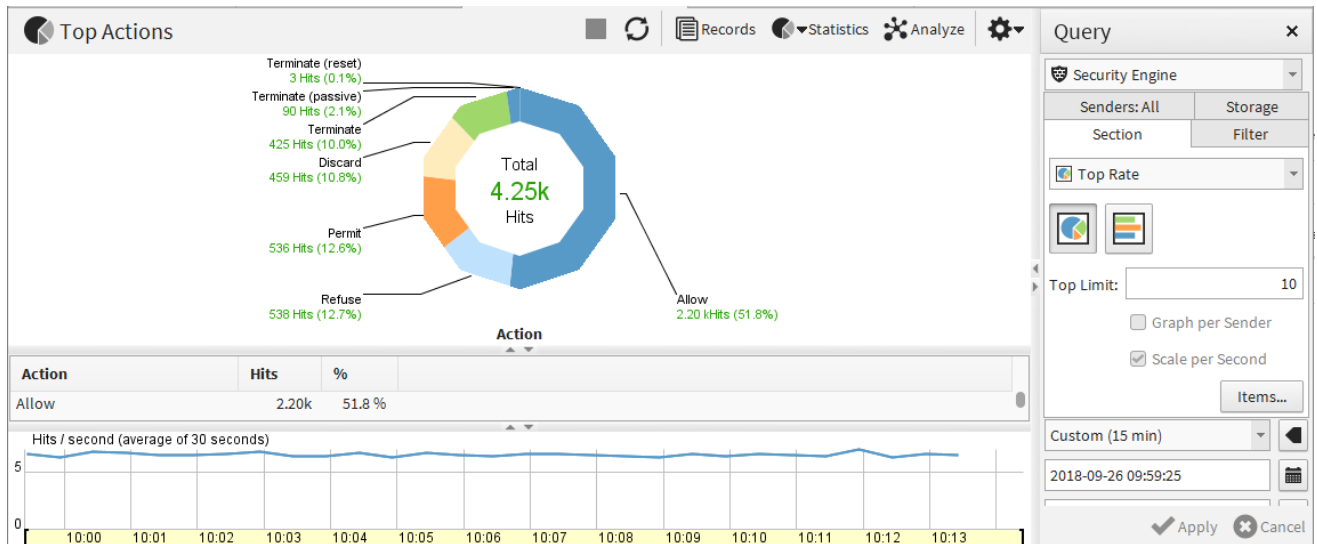 Top Actions
Records
Statistics
Analyze
Terminate (reset)
3 Hits (0.1%)
Terminate (passive)
90 Hits (2.1%)
Terminate
425 Hits (10.0%)
Discard
459 Hits (10.8%)
Permit
536 Hits (12.6%)
Refuse
538 Hits (12.7%)
Total
4.25k
Hits
Allow
2.20 kHits (51.8%)
Action
Action Hits %
Allow 2.20k 51.8 %
Hits / second (average of 30 seconds)
5
0
10:00 10:01 10:02 10:03 10:04 10:05 10:06 10:07 10:08 10:09 10:10 10:11 10:12 10:13
Query
Security Engine
Senders: All Storage
Section Filter
Top Rate
Top Limit: 10
Graph per Sender
Scale per Second
Items...
Custom (15 min)
2018-09-26 09:59:25
Apply Cancel